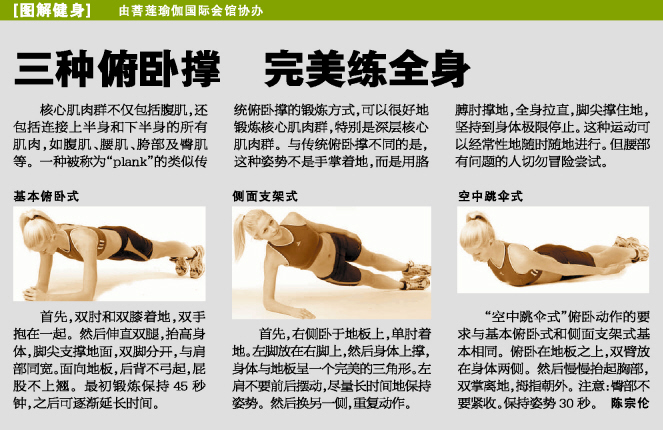 [图解健身] 由菩莲瑜伽国际会馆协办
三种俯卧撑 完美练全身
核心肌肉群不仅包括腹肌，还
包括连接上半身和下半身的所有
肌肉，如腹肌、腰肌、胯部及臀肌
等。一种被称为“plank”的类似传
统俯卧撑的锻炼方式，可以很好地
锻炼核心肌肉群，特别是深层核心
肌肉群。与传统俯卧撑不同的是，
这种姿势不是手掌着地，而是用胳
膊肘撑地，全身拉直，脚尖撑住地，
坚持到身体极限停止。这种运动可
以经常性地随时随地进行。但腰部
有问题的人切勿冒险尝试。
基本俯卧式
首先，双肘和双膝着地，双手
抱在一起。然后伸直双腿，抬高身
体，脚尖支撑地面，双脚分开，与肩
部同宽。面向地板，后背不弓起，屁
股不上翘。最初锻炼保持 45 秒
钟，之后可逐渐延长时间。
侧面支架式
首先，右侧卧于地板上，单肘着
地。左脚放在右脚上，然后身体上撑，
身体与地板呈一个完美的三角形。左
肩不要前后摆动，尽量长时间地保持
姿势。然后换另一侧，重复动作。
空中跳伞式
“空中跳伞式”俯卧动作的要
求与基本俯卧式和侧面支架式基
本相同。俯卧在地板之上，双臂放
在身体两侧。然后慢慢抬起胸部，
双掌离地，拇指朝外。注意：臀部不
要紧收。保持姿势 30 秒。 陈宗伦